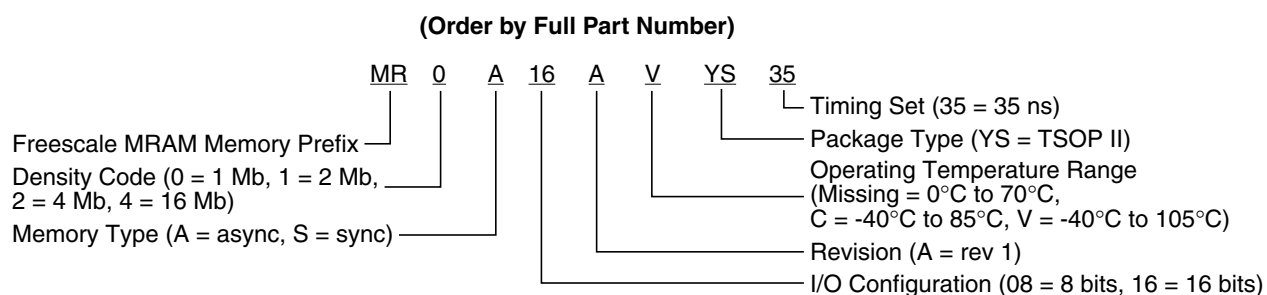 (Order by Full Part Number)
MR 0 A 16 A V YS 35
Freescale MRAM Memory Prefix
Density Code (0 = 1 Mb, 1 = 2 Mb,
2 = 4 Mb, 4 = 16 Mb)
Memory Type (A = async, S = sync)
Timing Set (35 = 35 ns)
Package Type (YS = TSOP II)
Operating Temperature Range
(Missing = 0°C to 70°C,
C = -40°C to 85°C, V = -40°C to 105°C)
Revision (A = rev 1)
I/O Configuration (08 = 8 bits, 16 = 16 bits)